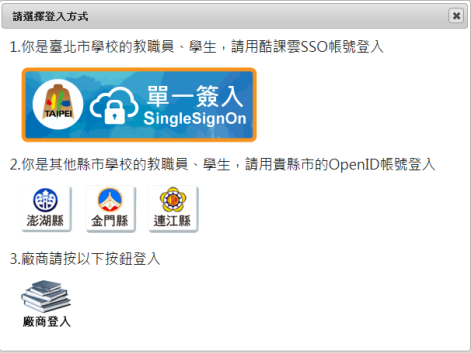 請選擇登入方式
1.你是臺北市學校的教職員、學生，請用酷課雲SSO帳號登入
TAIPEI
單一簽入
SingleSignOn
2.你是其他縣市學校的教職員、學生，請用貴縣市的OpenID帳號登入
澎湖縣 金門縣 連江縣
3.廠商請按以下按鈕登入
廠商登入